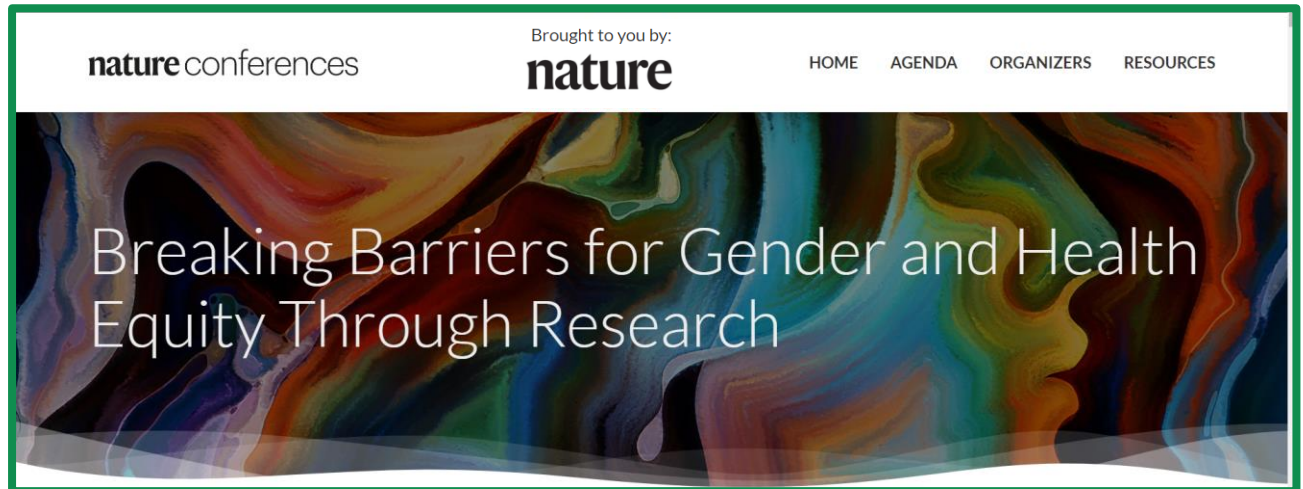 nature conferences
Brought to you by:
nature
HOME AGENDA ORGANIZERS RESOURCES
Breaking Barriers for Gender and Health
Equity Through Research